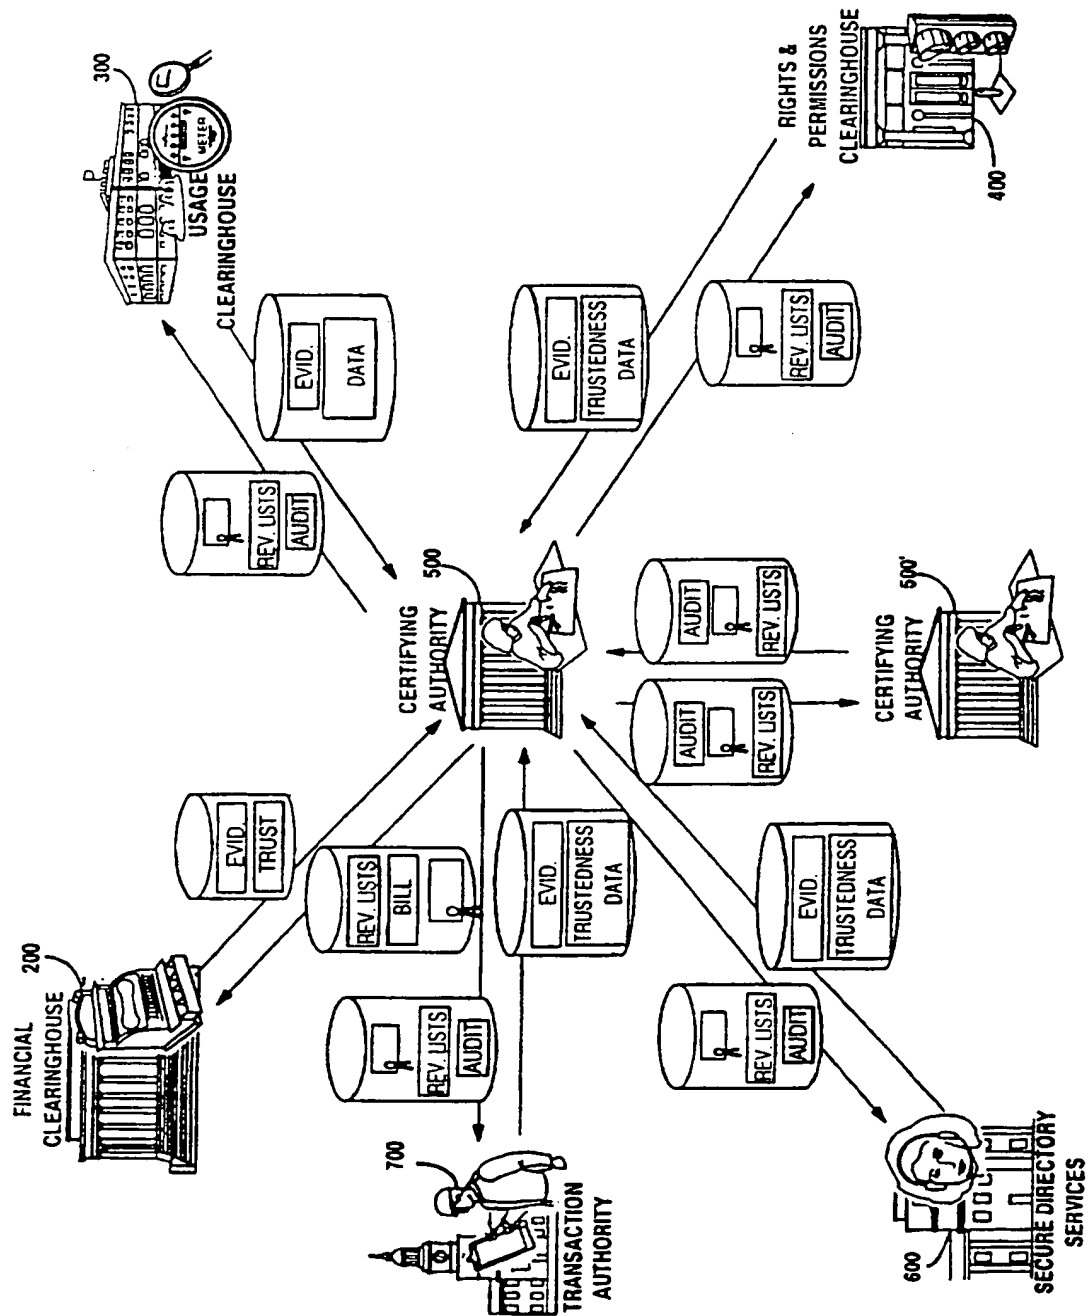 FINANCIAL
CLEARINGHOUSE
200
300
METER
USAGE
CLEARINGHOUSE
EVID.
TRUST
REV. LISTS
AUDIT
EVID.
DATA
REV. LISTS
BILL
700
REV. LISTS
AUDIT
CERTIFYING
AUTHORITY
500
EVID.
TRUSTEDNESS
DATA
EVID.
TRUSTEDNESS
DATA
TRANSACTION
AUTHORITY
AUDIT
REV. LISTS
AUDIT
REV. LISTS
RIGHTS &
PERMISSIONS
CLEARINGHOUSE
REV. LISTS
AUDIT
REV. LISTS
AUDIT
EVID.
TRUSTEDNESS
DATA
CERTIFYING
AUTHORITY
500'
400
600
SECURE DIRECTORY
SERVICES